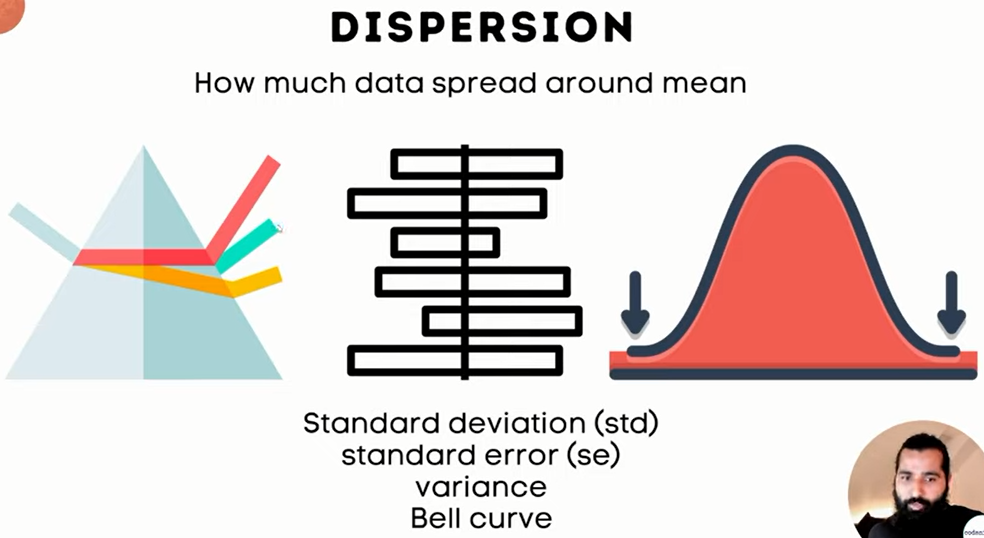 DISPERSION
How much data spread around mean
Standard deviation (std)
standard error (se)
variance
Bell curve